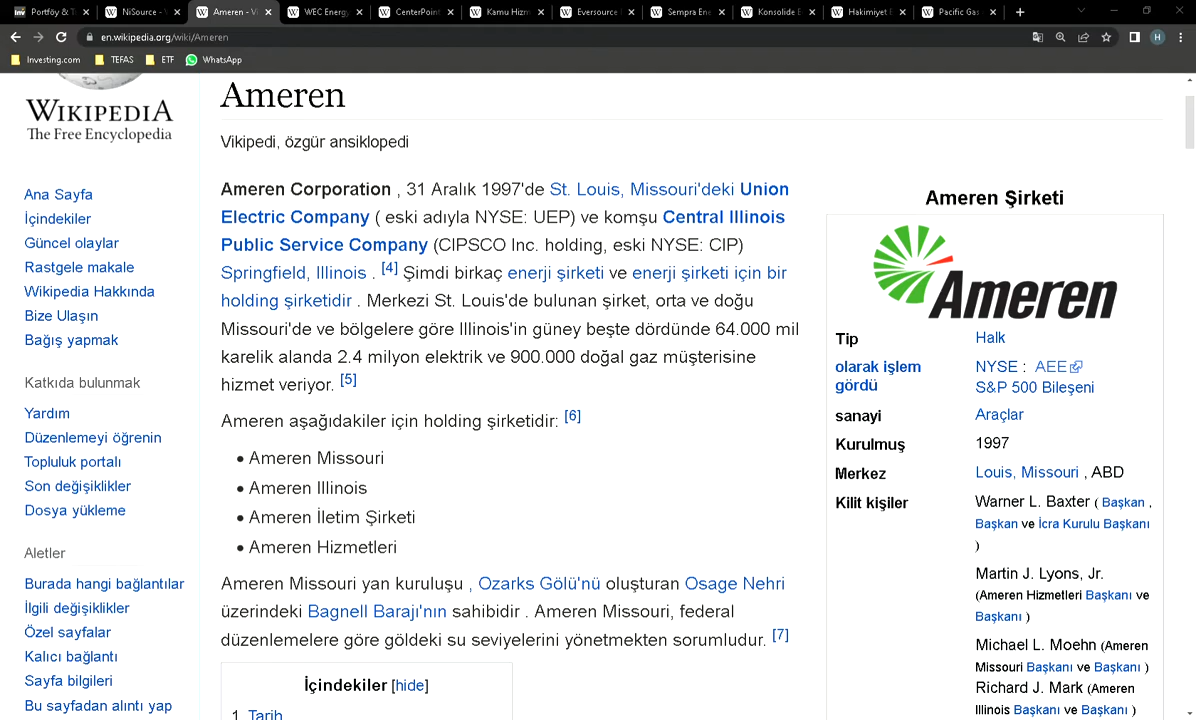 Portföy & T
NiSource - V
Ameren - Vi
WEC Energy
CenterPoint
Kamu Hizm
Eversource
Sempra Ene
Konsolide E
Hakimiyet E
Pacific Gas
en.wikipedia.org/wiki/Ameren
H
Investing.com
TEFAS
ETF
WhatsApp
WIKIPEDIA
The Free Encyclopedia
Ana Sayfa
İçindekiler
Güncel olaylar
Rastgele makale
Wikipedia Hakkında
Bize Ulaşın
Bağış yapmak
Katkıda bulunmak
Yardım
Düzenlemeyi öğrenin
Topluluk portalı
Son değişiklikler
Dosya yükleme
Aletler
Burada hangi bağlantılar
İlgili değişiklikler
Özel sayfalar
Kalıcı bağlantı
Sayfa bilgileri
Bu sayfadan alıntı yap
Ameren
Vikipedi, özgür ansiklopedi
Ameren Corporation , 31 Aralık 1997'de St. Louis, Missouri'deki Union
Electric Company ( eski adıyla NYSE: UEP) ve komşu Central Illinois
Public Service Company (CIPSCO Inc. holding, eski NYSE: CIP)
Springfield, Illinois . [4] Şimdi birkaç enerji şirketi ve enerji şirketi için bir
holding şirketidir . Merkezi St. Louis'de bulunan şirket, orta ve doğu
Missouri'de ve bölgelere göre Illinois'in güney beşte dördünde 64.000 mil
karelik alanda 2.4 milyon elektrik ve 900.000 doğal gaz müşterisine
hizmet veriyor. [5]
Ameren aşağıdakiler için holding şirketidir: [6]
• Ameren Missouri
• Ameren Illinois
• Ameren İletim Şirketi
• Ameren Hizmetleri
Ameren Missouri yan kuruluşu , Ozarks Gölü'nü oluşturan Osage Nehri
üzerindeki Bagnell Barajı'nın sahibidir . Ameren Missouri, federal
düzenlemelere göre göldeki su seviyelerini yönetmekten sorumludur. [7]
İçindekiler [hide]
1 Tarih
Ameren Şirketi
Ameren
Tip Halk
olarak işlem NYSE : AEE
gördü S&P 500 Bileşeni
sanayi Araçlar
Kurulmuş 1997
Merkez Louis, Missouri , ABD
Kilit kişiler Warner L. Baxter ( Başkan ,
Başkan ve İcra Kurulu Başkanı
)
Martin J. Lyons, Jr.
(Ameren Hizmetleri Başkanı ve
Başkanı )
Michael L. Moehn (Ameren
Missouri Başkanı ve Başkanı )
Richard J. Mark (Ameren
Illinois Başkanı ve Başkanı )